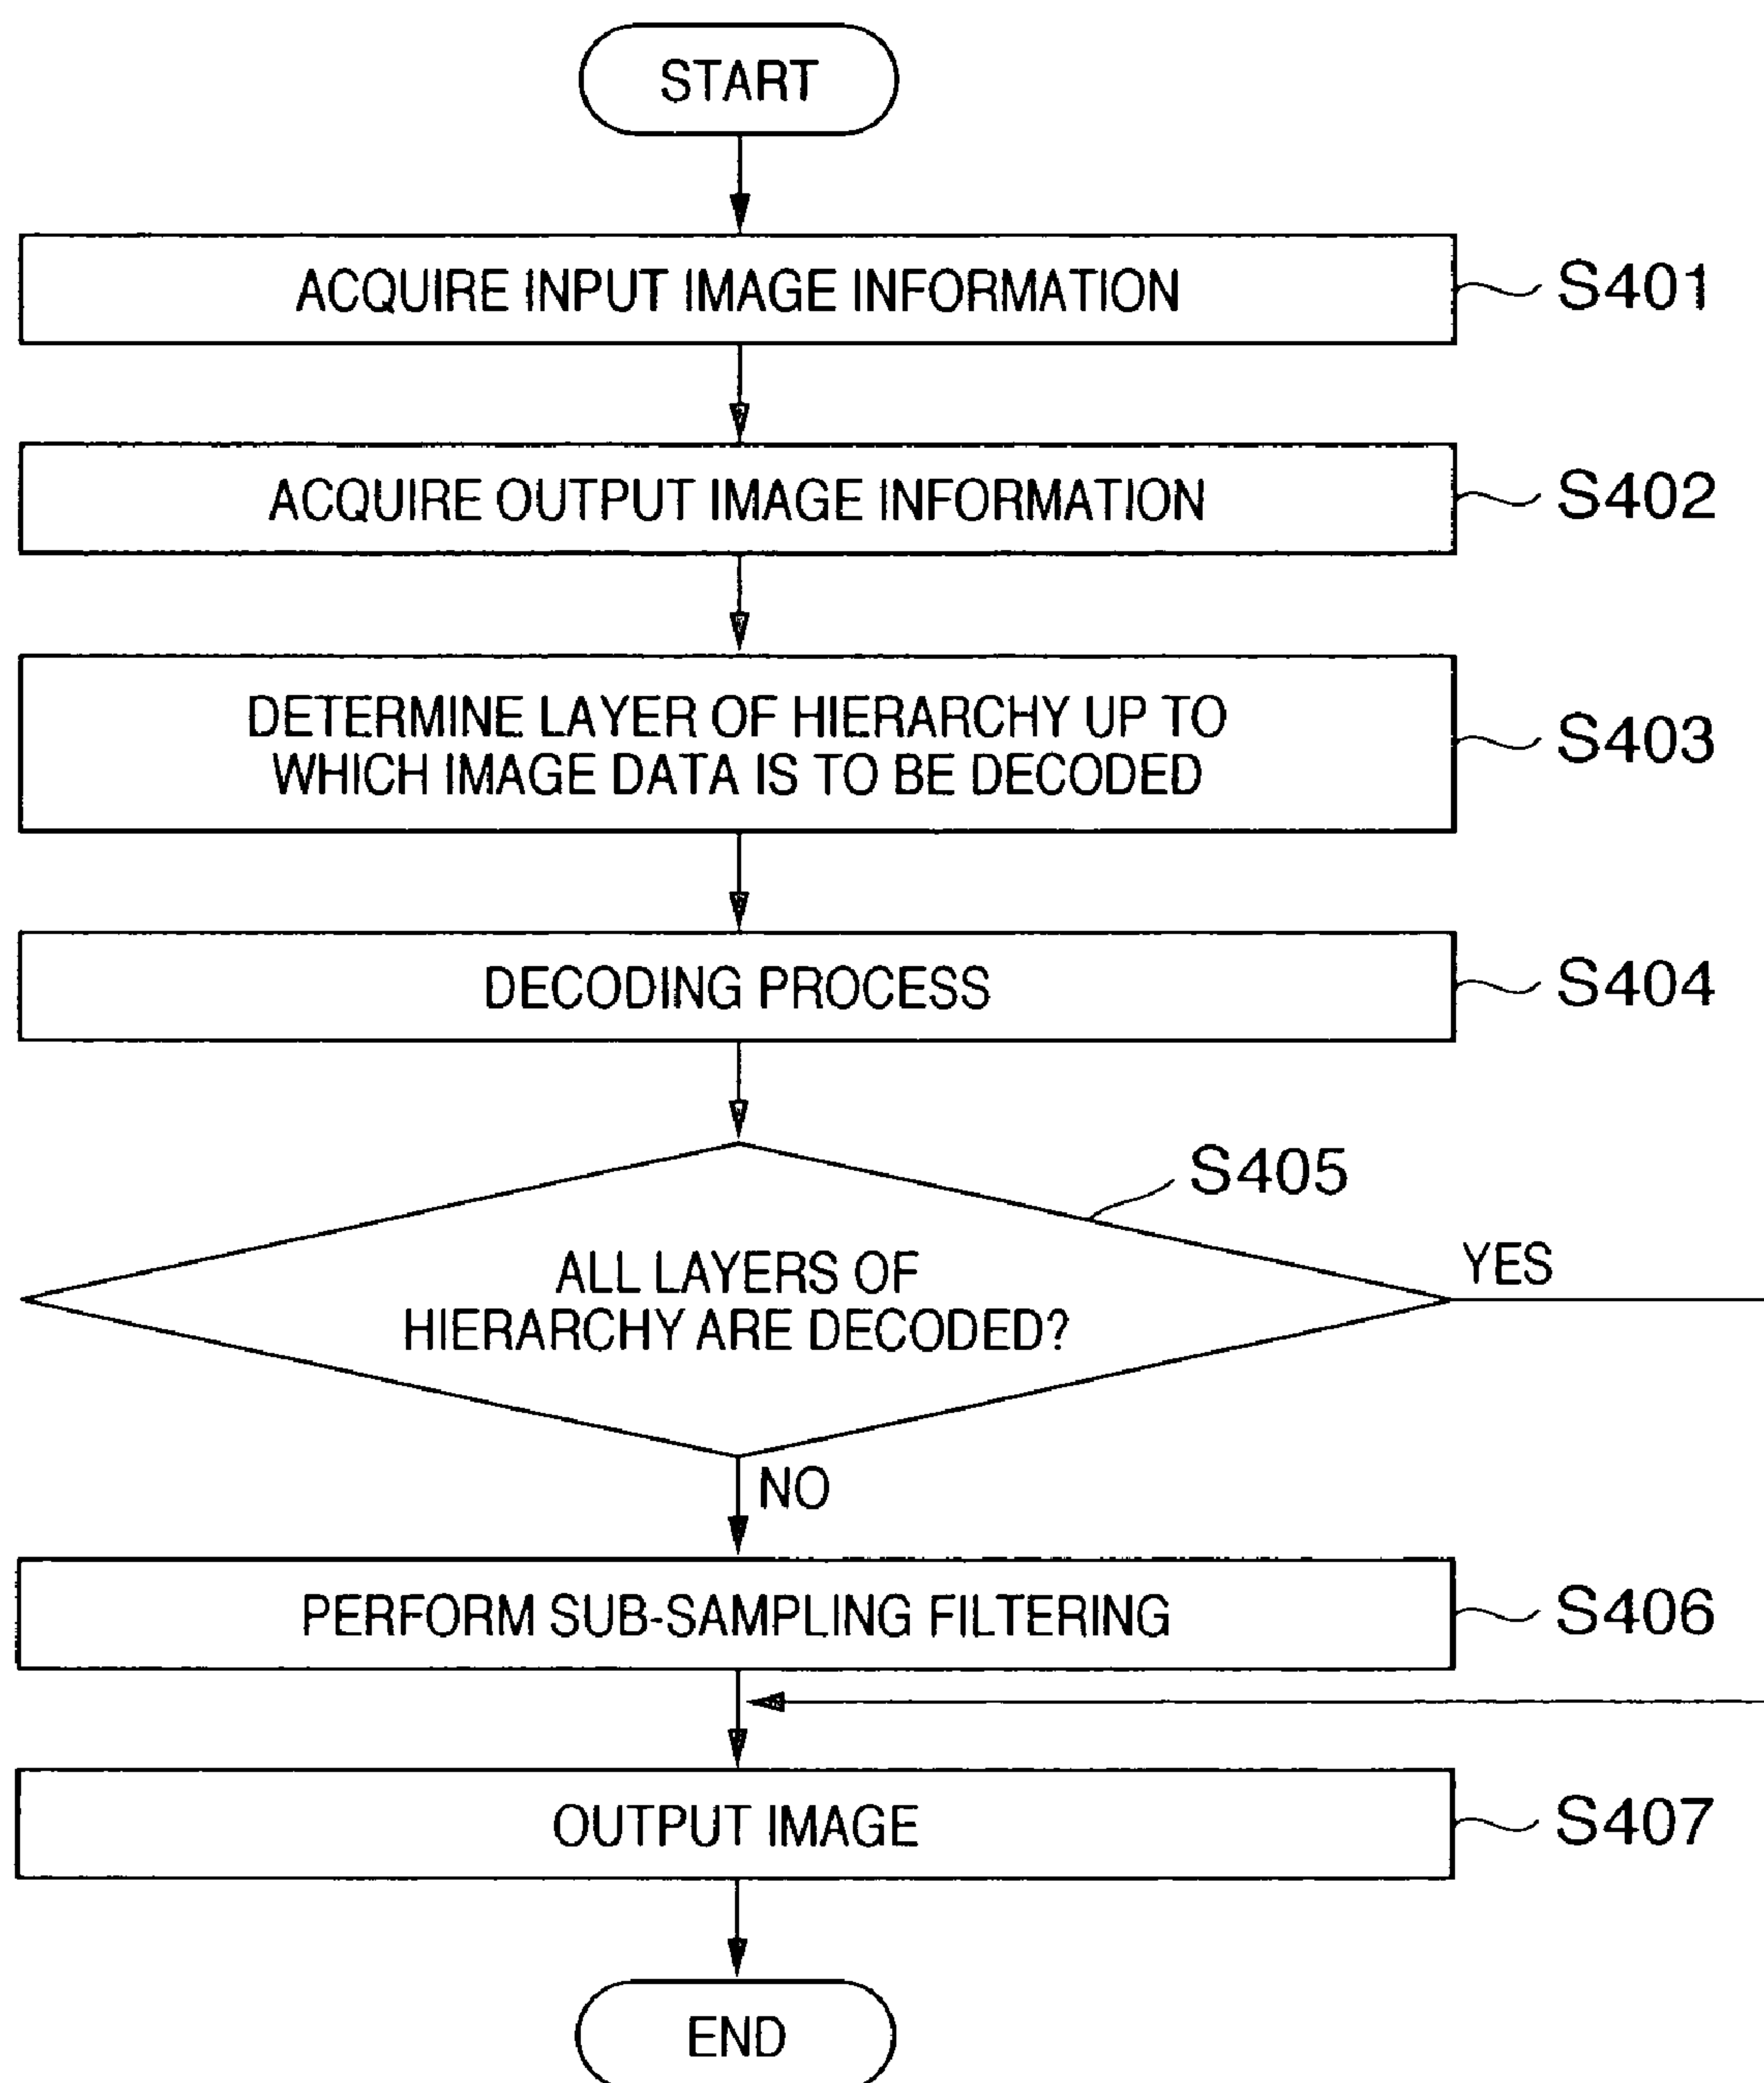 START
ACQUIRE INPUT IMAGE INFORMATION
S401
ACQUIRE OUTPUT IMAGE INFORMATION
S402
DETERMINE LAYER OF HIERARCHY UP TO
WHICH IMAGE DATA IS TO BE DECODED
S403
DECODING PROCESS
S404
S405
ALL LAYERS OF
HIERARCHY ARE DECODED?
YES
NO
PERFORM SUB-SAMPLING FILTERING
S406
OUTPUT IMAGE
S407
END